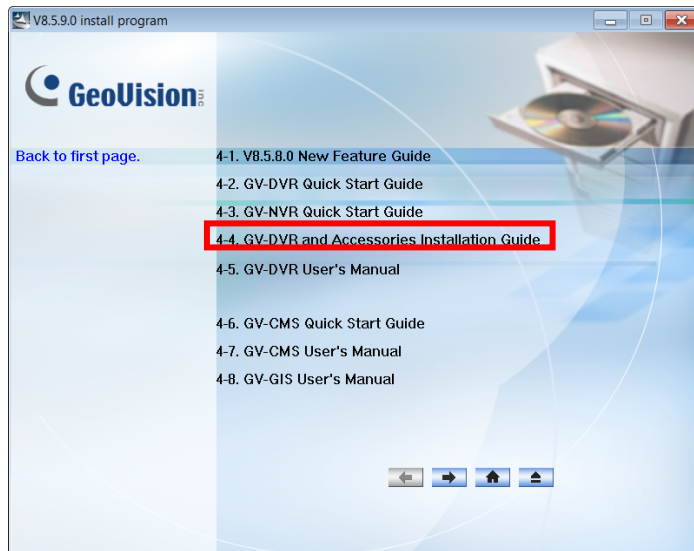 V8.5.9.0 install program
GeoVision inc
Back to first page.
4-1. V8.5.8.0 New Feature Guide
4-2. GV-DVR Quick Start Guide
4-3. GV-NVR Quick Start Guide
4-4. GV-DVR and Accessories Installation Guide
4-5. GV-DVR User's Manual
4-6. GV-CMS Quick Start Guide
4-7. GV-CMS User's Manual
4-8. GV-GIS User's Manual